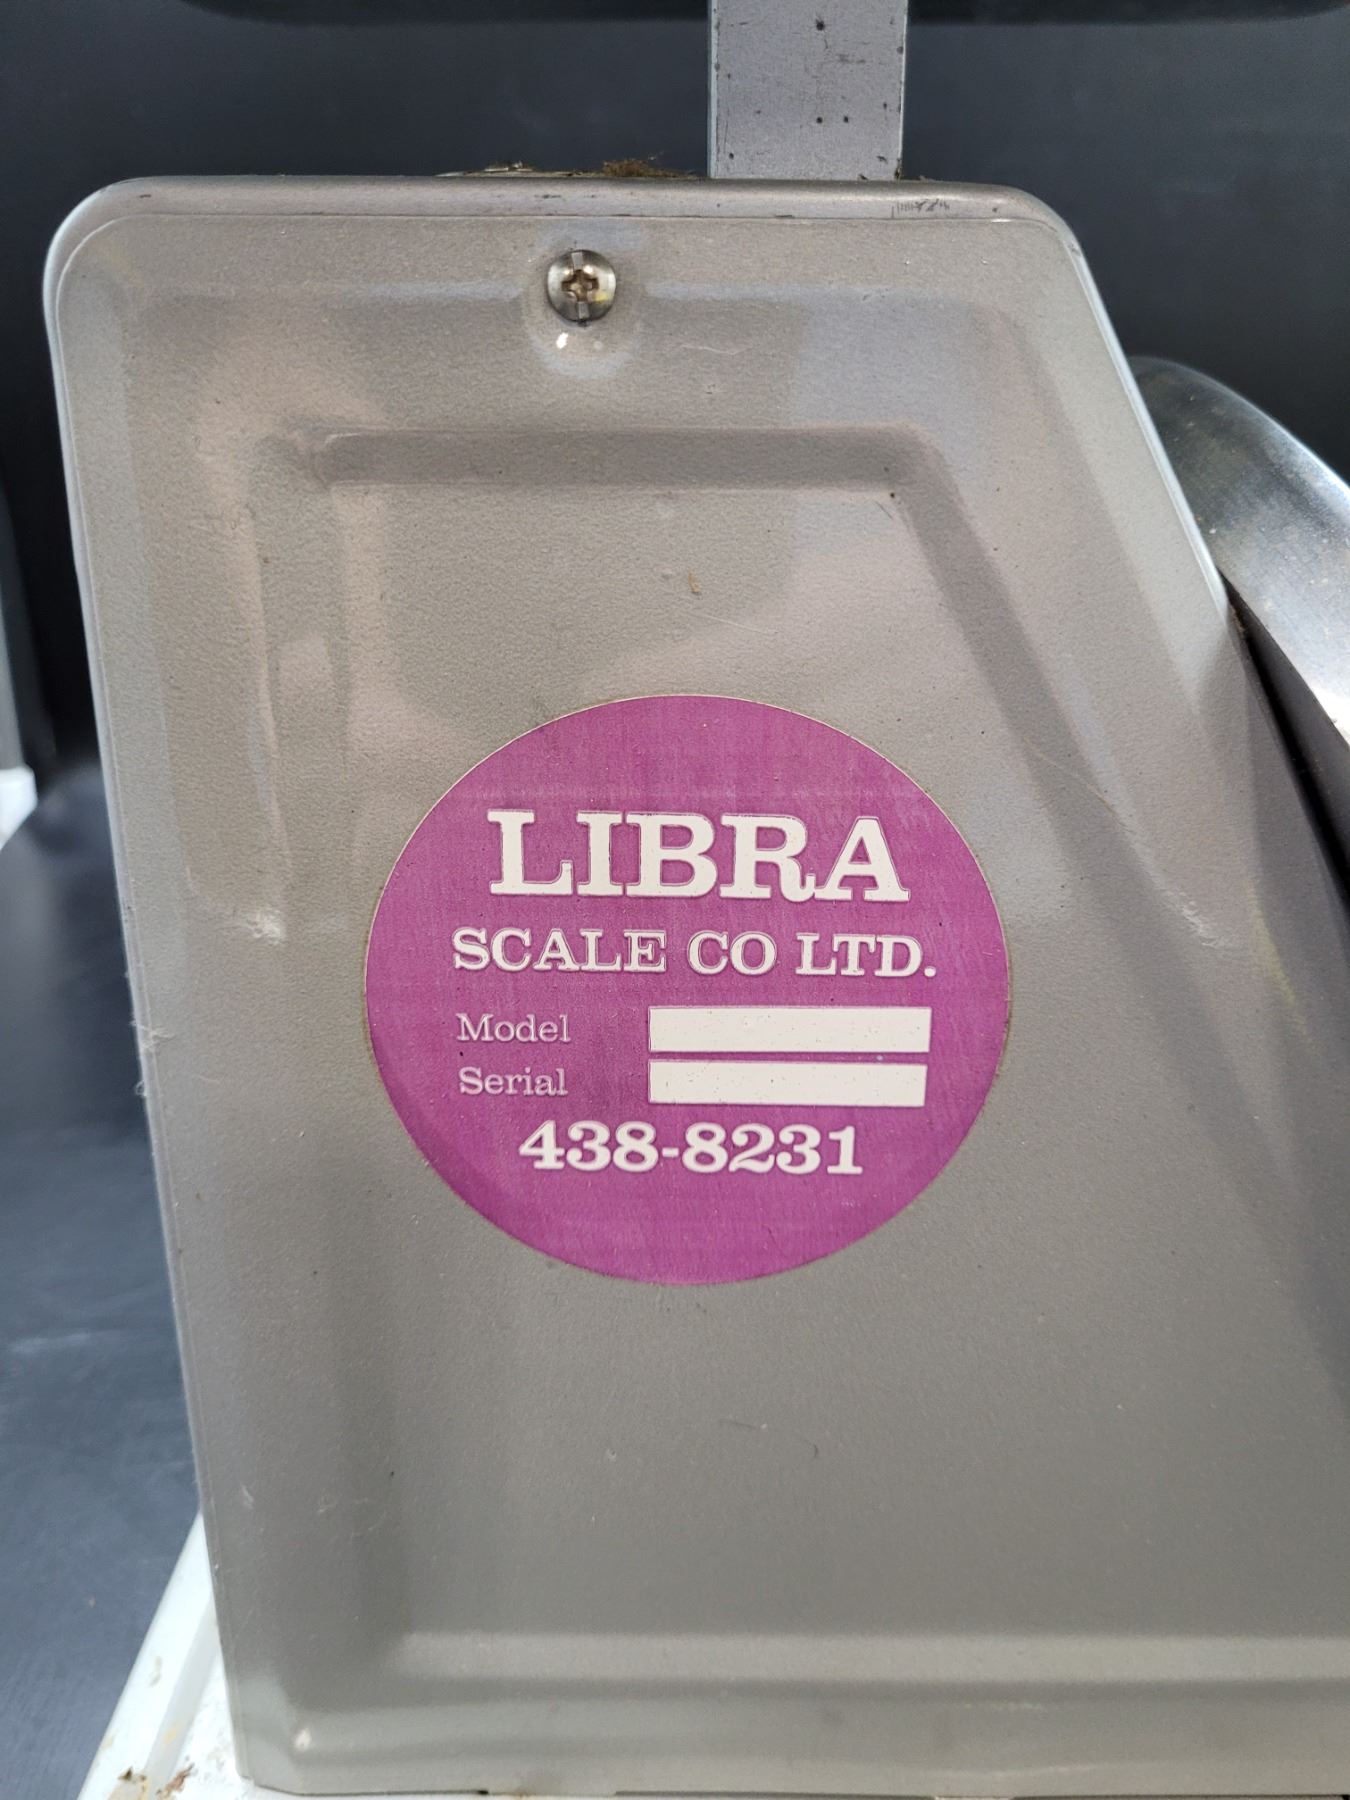 LIBRA
SCALE CO LTD.
Model
Serial
438-8231